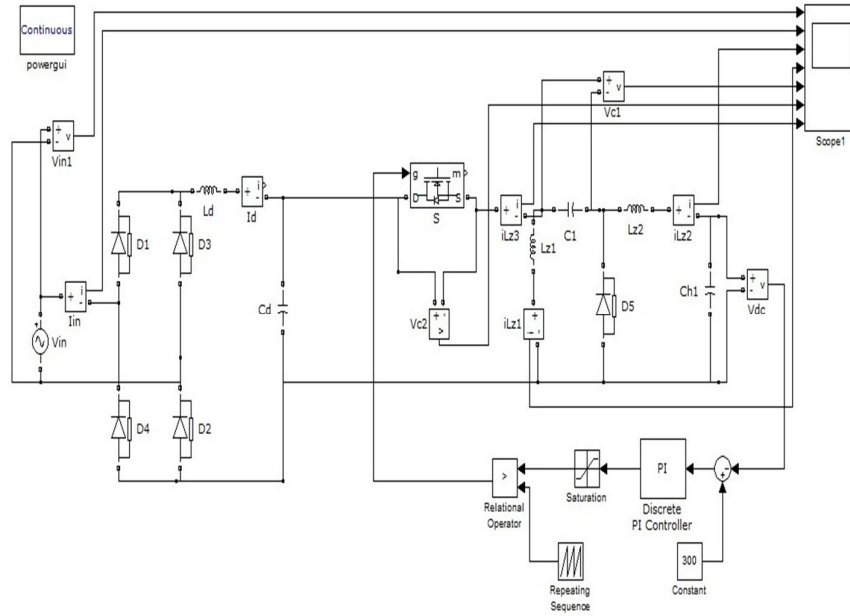 Continuous
powergui
Vin1
v
Scope1
Vc1
v
Ld
Id
i
g
m
D
S
S
iLz3
i
C1
Lz2
iLz2
i
Lz1
D1
D3
Iin
i
Vin
Cd
Vc2
iLz1
D5
Ch1
Vdc
v
D4
D2
>
Relational
Operator
Saturation
PI
Discrete
PI Controller
Repeating
Sequence
300
Constant